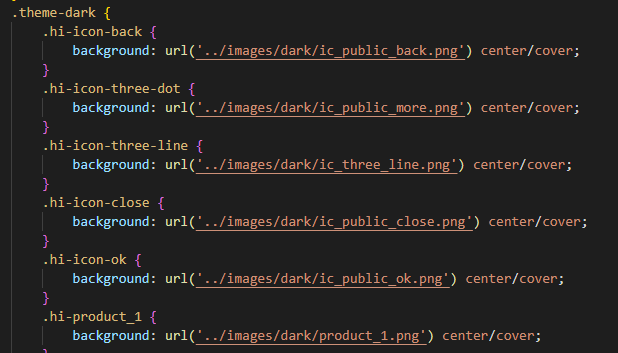 .theme-dark {
.hi-icon-back {
background: url('../images/dark/ic_public_back.png') center/cover;
}
.hi-icon-three-dot {
background: url('../images/dark/ic_public_more.png') center/cover;
}
.hi-icon-three-line {
background: url('../images/dark/ic_three_line.png') center/cover;
}
.hi-icon-close {
background: url('../images/dark/ic_public_close.png') center/cover;
}
.hi-icon-ok {
background: url('../images/dark/ic_public_ok.png') center/cover;
}
.hi-product_1 {
background: url('../images/dark/product_1.png') center/cover;
}